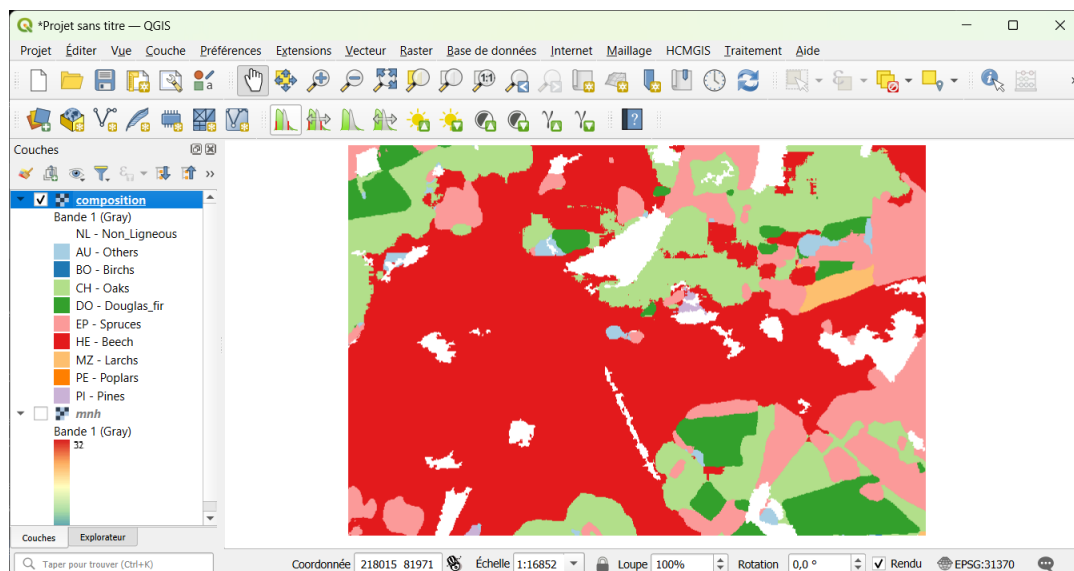 *Projet sans titre — QGIS
Projet Éditer Vue Couche Préférences Extensions Vecteur Raster Base de données Internet Maillage HCMGIS Traitement Aide
Couches
composition
Bande 1 (Gray)
NL - Non_Ligneous
AU - Others
BO - Birchs
CH - Oaks
DO - Douglas_fir
EP - Spruces
HE - Beech
MZ - Larchs
PE - Poplars
PI - Pines
mnh
Bande 1 (Gray)
32
Couches Explorateur
Taper pour trouver (Ctrl+K) Coordonnée 218015 81971 Échelle 1:16852 Loupe 100% Rotation 0,0 ° Rendu EPSG:31370